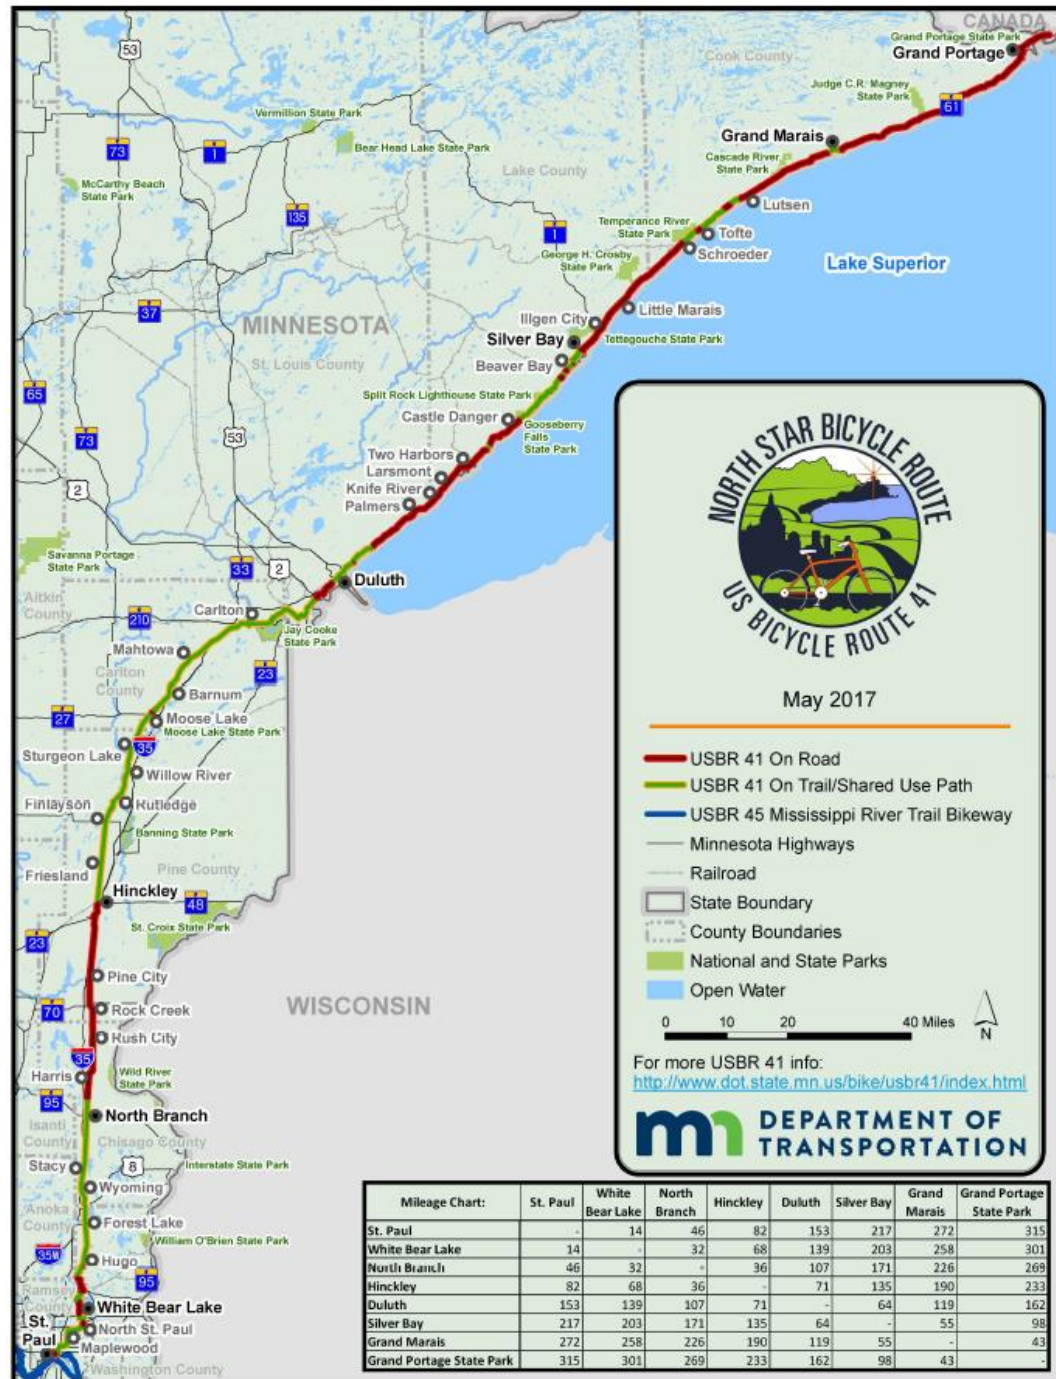 CANADA
Grand Portage State Park
Grand Portage
Cook County
53
Judge C.R. Magney
State Park
61
Vermillion State Park
Grand Marais
73
1
Bear Head Lake State Park
Cascade River
State Park
Lake County
McCarthy Beach
State Park
Lutsen
135
Temperance River
State Park
1
Tofte
Schroeder
George H. Crosby
State Park
Lake Superior
37
Little Marais
MINNESOTA
Illgen City
Silver Bay
Tettegouche State Park
St. Louis County
Beaver Bay
65
Split Rock Lighthouse State Park
Castle Danger
Gooseberry
Falls
State Park
73
53
Two Harbors
Larsmont
2
Knife River
Palmers
Savanna Portage
State Park
33
2
Duluth
Aitkin
County
Carlton
210
Jay Cooke
State Park
Mahtowa
Carlton
County
23
Barnum
27
Moose Lake
Moose Lake State Park
35
Sturgeon Lake
Willow River
Finlayson
Rutledge
Banning State Park
Friesland
Pine County
Hinckley
48
St. Croix State Park
23
Pine City
WISCONSIN
70
Rock Creek
Rush City
35
Wild River
State Park
Harris
95
North Branch
Isanti
County
Chisago County
Stacy
8
Interstate State Park
Wyoming
Anoka
County
Forest Lake
William O'Brien State Park
35W
Hugo
95
Ramsey
County
White Bear Lake
St.
Paul
North St. Paul
Maplewood
Washington County
NORTH STAR BICYCLE ROUTE
US BICYCLE ROUTE 41
May 2017
USBR 41 On Road
USBR 41 On Trail/Shared Use Path
USBR 45 Mississippi River Trail Bikeway
Minnesota Highways
Railroad
State Boundary
County Boundaries
National and State Parks
Open Water
0 10 20 40 Miles
N
For more USBR 41 info:
http://www.dot.state.mn.us/bike/usbr41/index.html
mn DEPARTMENT OF
TRANSPORTATION
Mileage Chart: St. Paul White Bear Lake North Branch Hinckley Duluth Silver Bay Grand Marais Grand Portage State Park
St. Paul - 14 46 82 153 217 272 315
White Bear Lake 14 - 32 68 139 203 258 301
North Branch 46 32 - 36 107 171 226 269
Hinckley 82 68 36 - 71 135 190 233
Duluth 153 139 107 71 - 64 119 162
Silver Bay 217 203 171 135 64 - 55 98
Grand Marais 272 258 226 190 119 55 - 43
Grand Portage State Park 315 301 269 233 162 98 43 -